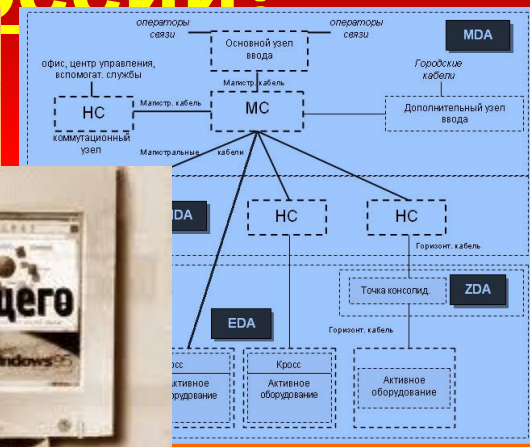 операторы связи
операторы связи
Основной узел ввода
MDA
офис, центр управления, вспомогат. службы
Городские кабели
Магистр. кабель
НС
Магистр. кабель
МС
Дополнительный узел ввода
коммутационный узел
Магистральные кабели
НС
НС
Горизонт. кабель
Точка консолид.
ZDA
EDA
Горизонт. кабель
Кросс
Активное оборудование
Активное оборудование